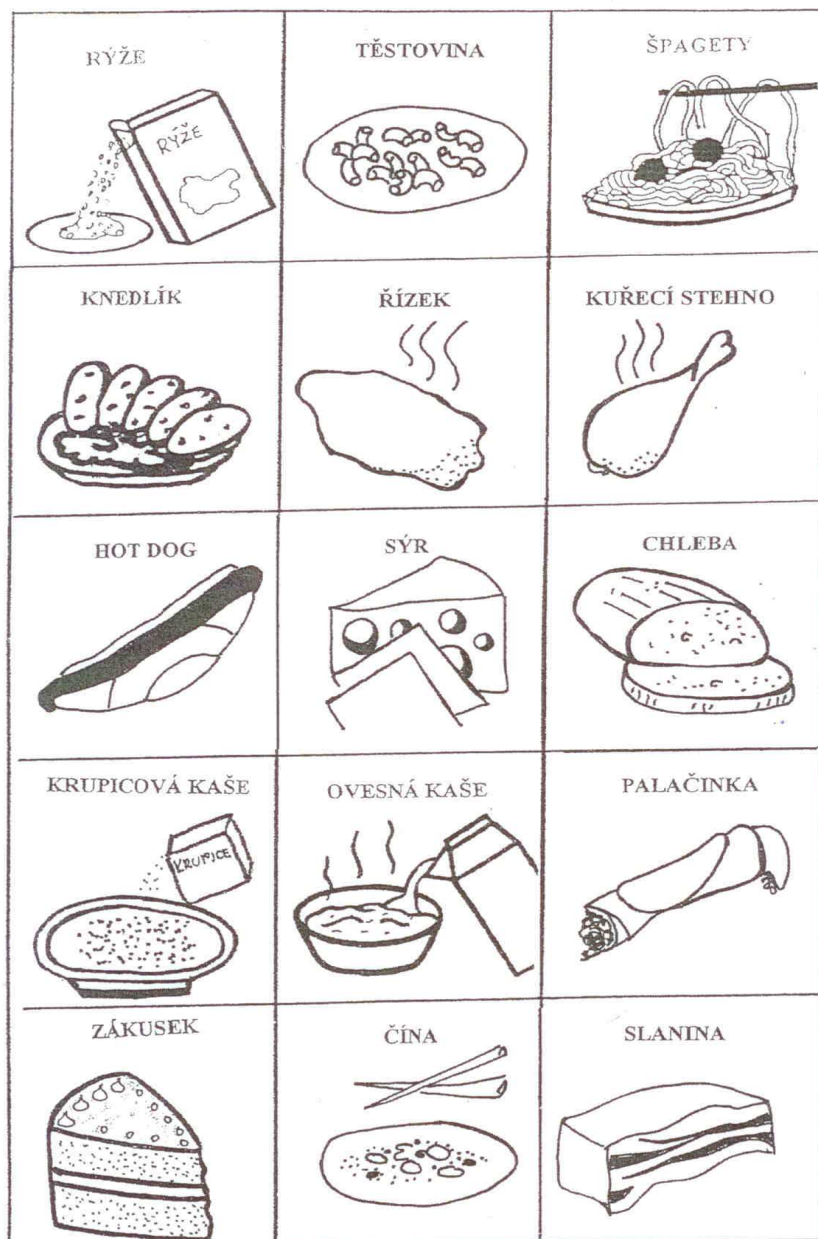 RÝŽE
RÝŽE
TĚSTOVINA
ŠPAGETY
KNEDLÍK
ŘÍZEK
KUŘECÍ STEHNO
HOT DOG
SÝR
CHLEBA
KRUPICOVÁ KAŠE
KRUPICE
OVESNÁ KAŠE
PALAČINKA
ZÁKUSEK
ČÍNA
SLANINA